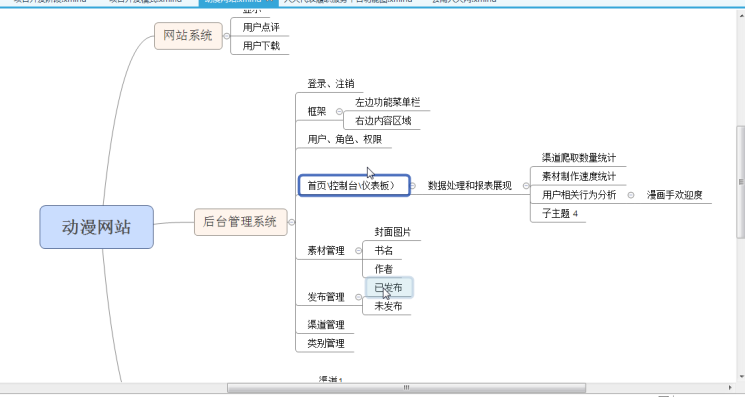 网站系统
用户点评
用户下载
登录、注销
框架
左边功能菜单栏
右边内容区域
用户、角色、权限
首页\控制台\仪表板）
数据处理和报表展现
渠道爬取数量统计
素材制作速度统计
用户相关行为分析
漫画手欢迎度
子主题 4
动漫网站
后台管理系统
素材管理
封面图片
书名
作者
发布管理
已发布
未发布
渠道管理
类别管理
渠道1